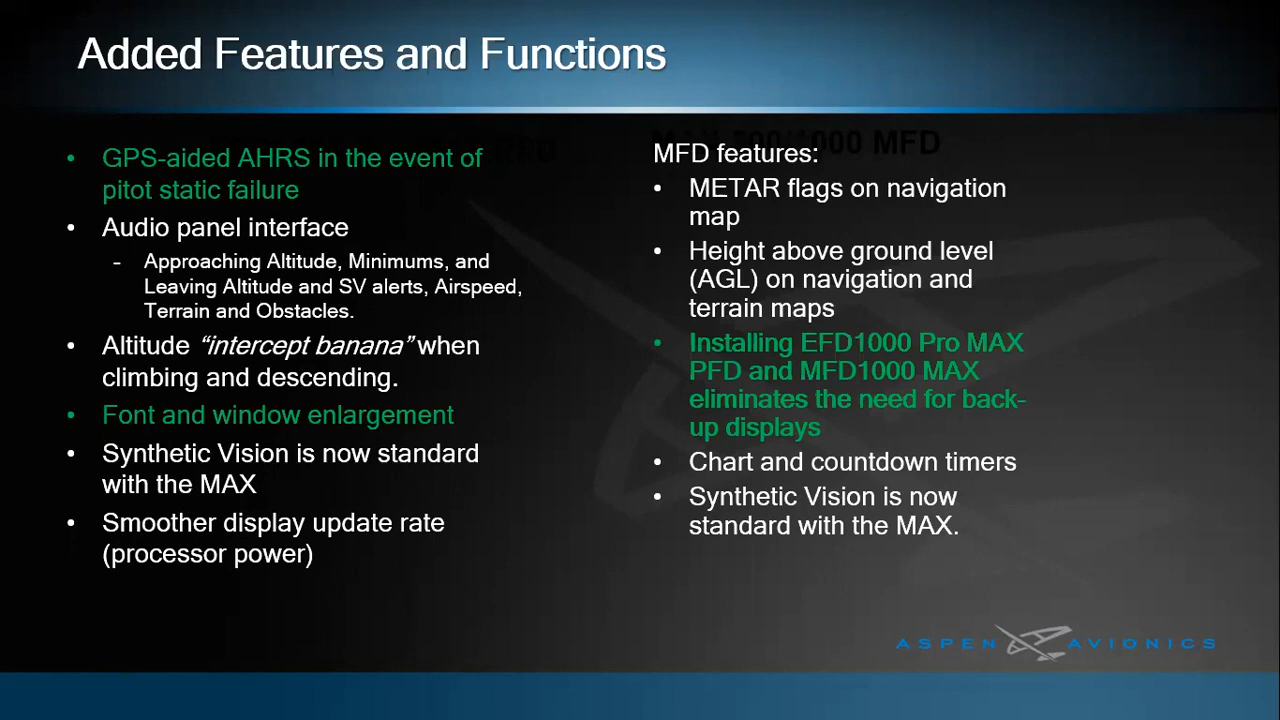 Added Features and Functions
• GPS-aided AHRS in the event of
pitot static failure
• Audio panel interface
- Approaching Altitude, Minimums, and
Leaving Altitude and SV alerts, Airspeed,
Terrain and Obstacles.
• Altitude “intercept banana” when
climbing and descending.
• Font and window enlargement
• Synthetic Vision is now standard
with the MAX
• Smoother display update rate
(processor power)
MFD
MFD features:
• METAR flags on navigation
map
• Height above ground level
(AGL) on navigation and
terrain maps
• Installing EFD1000 Pro MAX
PFD and MFD1000 MAX
eliminates the need for back-
up displays
• Chart and countdown timers
• Synthetic Vision is now
standard with the MAX.
ASPEN AVIONICS